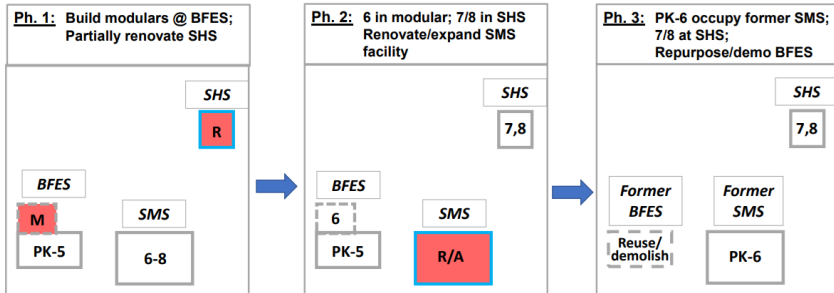 Ph. 1: Build modulars @ BFES;
Partially renovate SHS
SHS
R
BFES
M
PK-5
SMS
6-8
Ph. 2: 6 in modular; 7/8 in SHS
Renovate/expand SMS
facility
SHS
7,8
BFES
6
PK-5
SMS
R/A
Ph. 3: PK-6 occupy former SMS;
7/8 at SHS;
Repurpose/demo BFES
SHS
7,8
Former
BFES
Reuse/
demolish
Former
SMS
PK-6